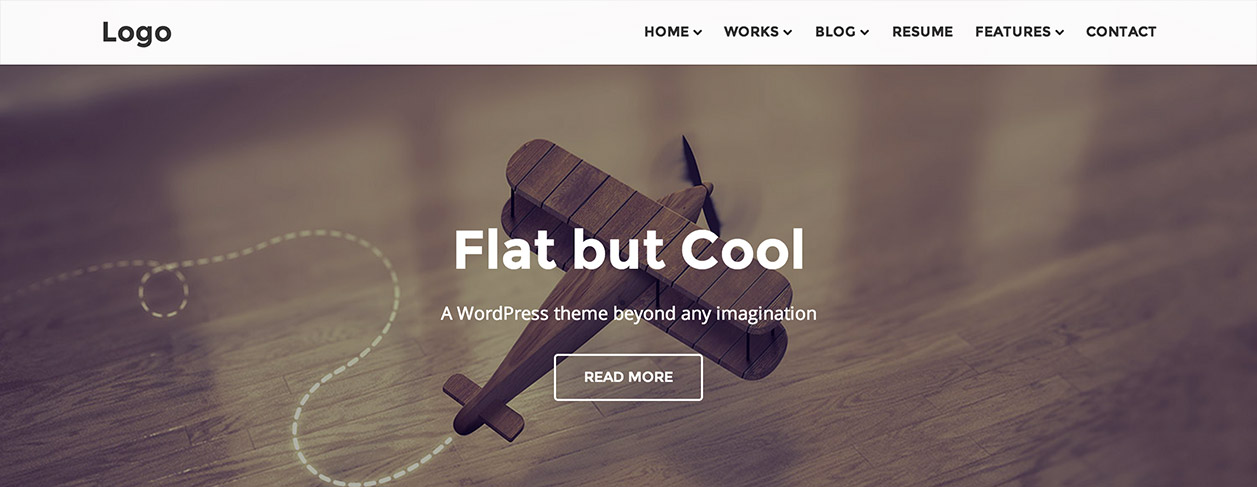 Logo
HOME WORKS BLOG RESUME FEATURES CONTACT
Flat but Cool
A WordPress theme beyond any imagination
READ MORE